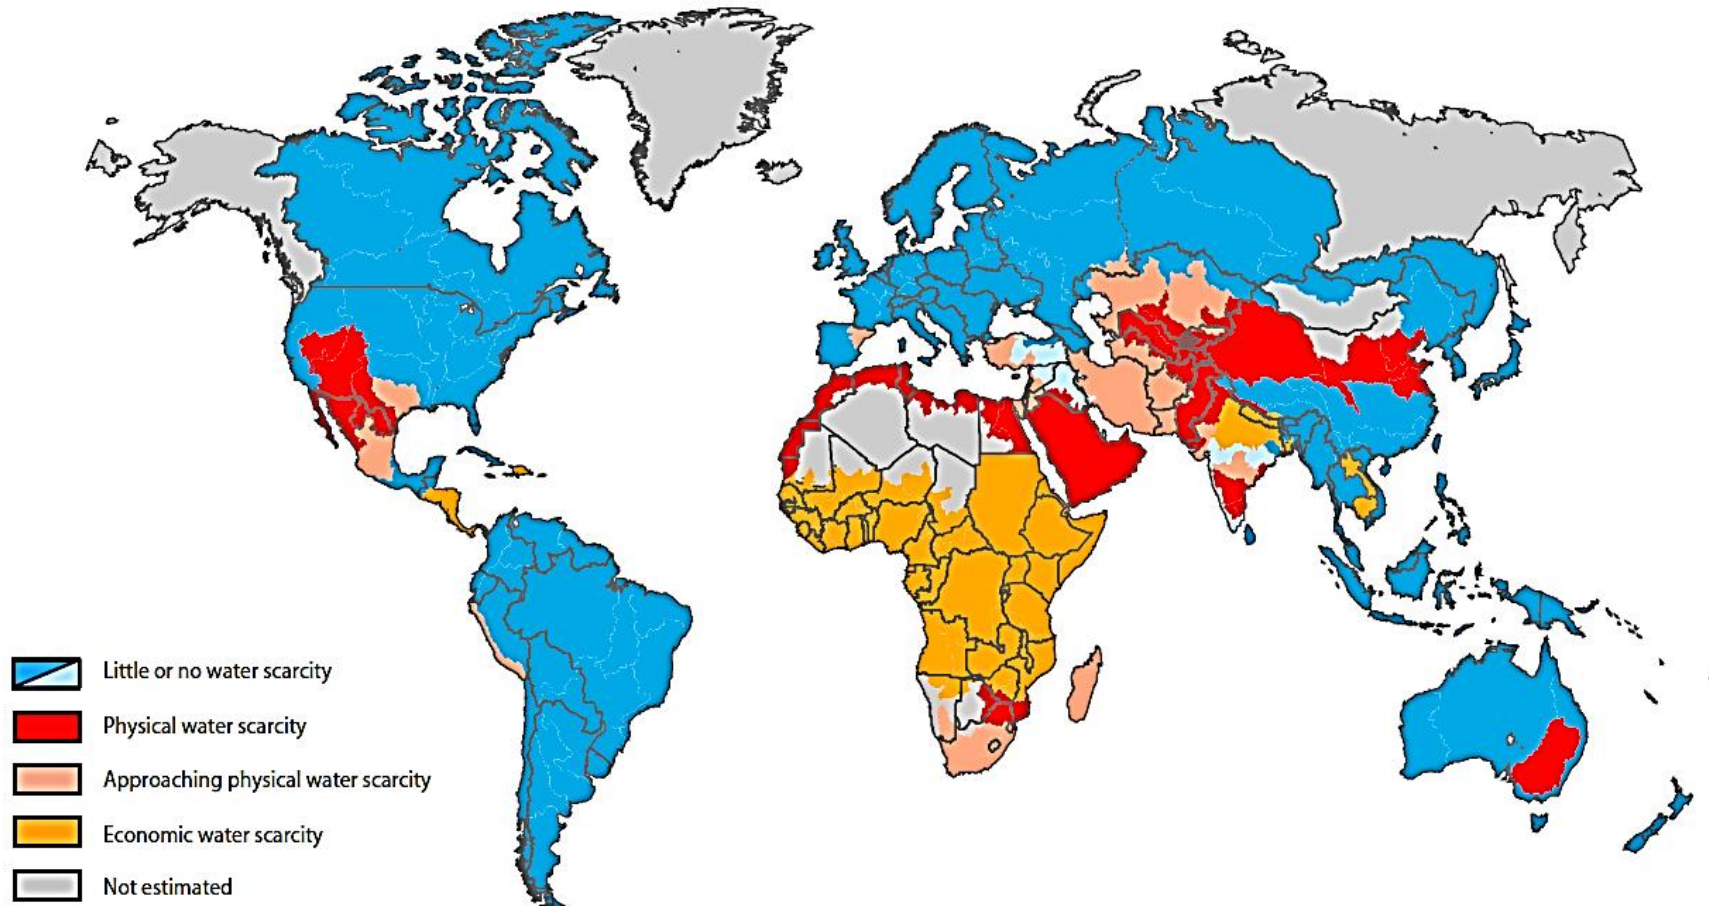 Little or no water scarcity
Physical water scarcity
Approaching physical water scarcity
Economic water scarcity
Not estimated